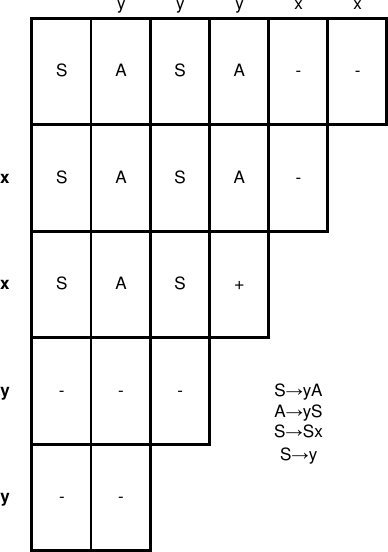 y y y x x
S A S A - -
x S A S A -
x S A S +
y - - -
S→yA
A→yS
S→Sx
S→y
y - -